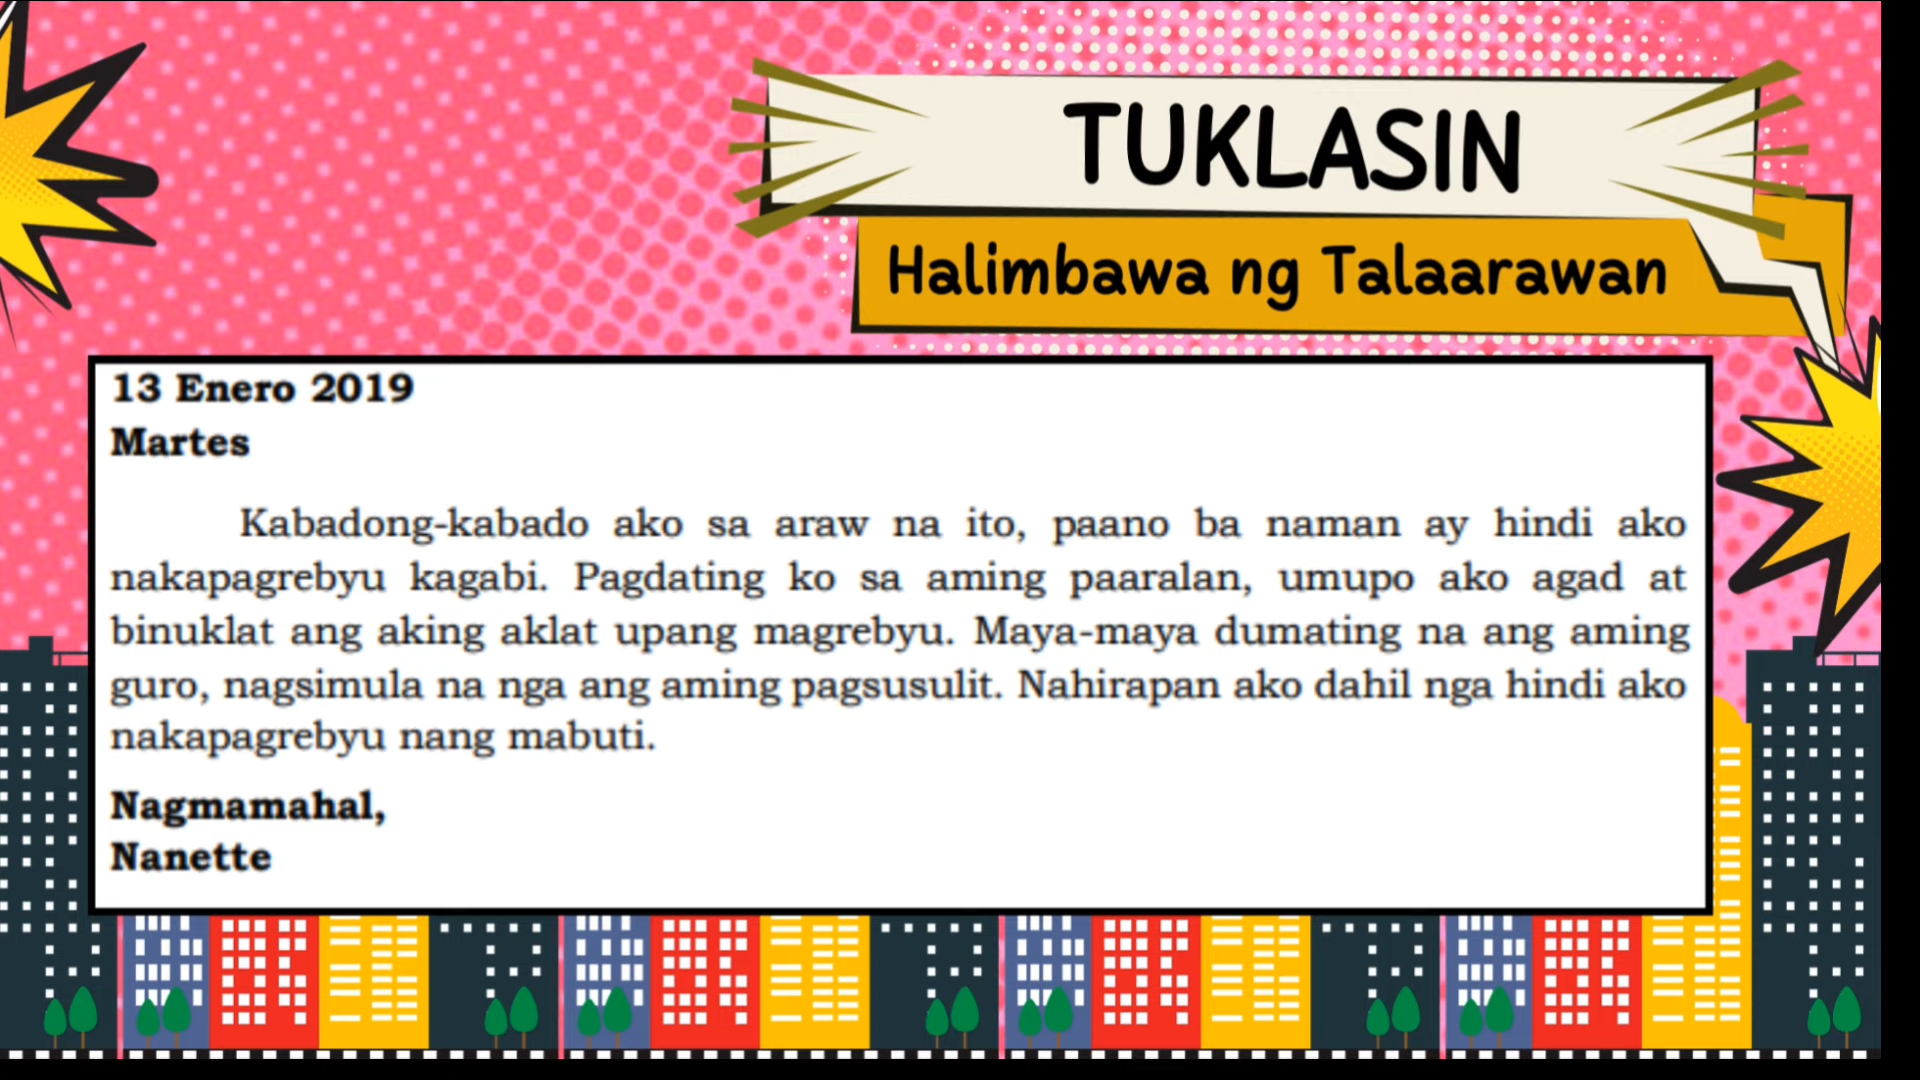 TUKLASIN
Halimbawa ng Talaarawan
13 Enero 2019
Martes
Kabadong-kabado ako sa araw na ito, paano ba naman ay hindi ako
nakapagrebyu kagabi. Pagdating ko sa aming paaralan, umupo ako agad at
binuklat ang aking aklat upang magrebyu. Maya-maya dumating na ang aming
guro, nagsimula na nga ang aming pagsusulit. Nahirapan ako dahil nga hindi ako
nakapagrebyu nang mabuti.
Nagmamahal,
Nanette